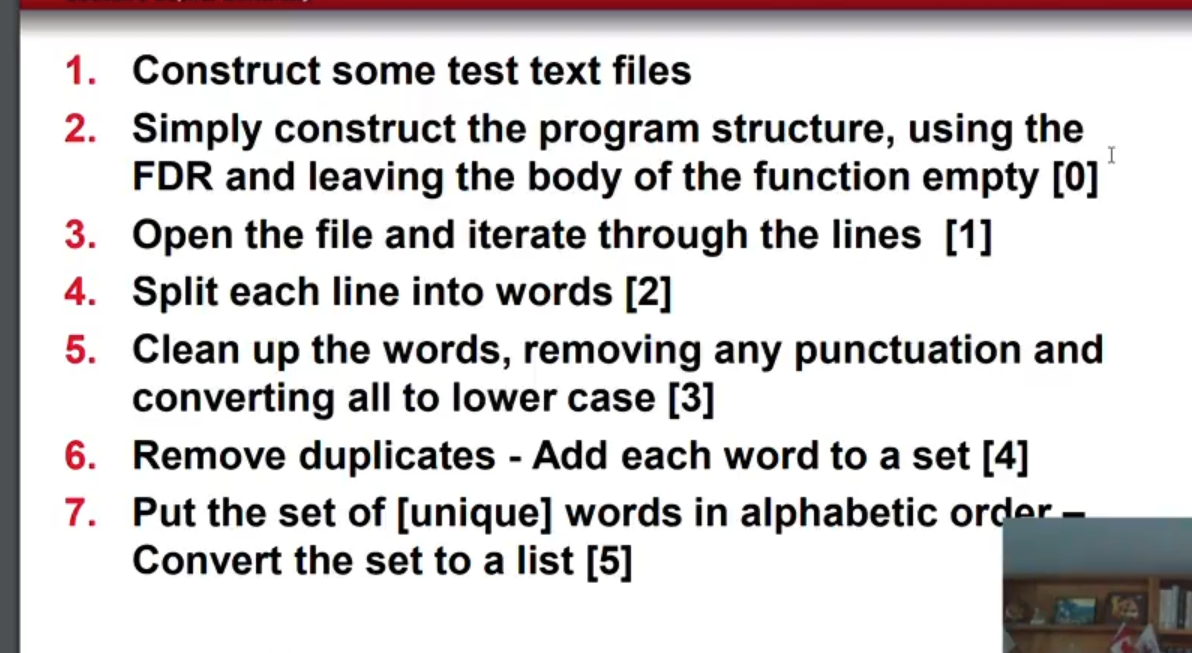 1. Construct some test text files
2. Simply construct the program structure, using the
FDR and leaving the body of the function empty [0]
3. Open the file and iterate through the lines [1]
4. Split each line into words [2]
5. Clean up the words, removing any punctuation and
converting all to lower case [3]
6. Remove duplicates - Add each word to a set [4]
7. Put the set of [unique] words in alphabetic order –
Convert the set to a list [5]